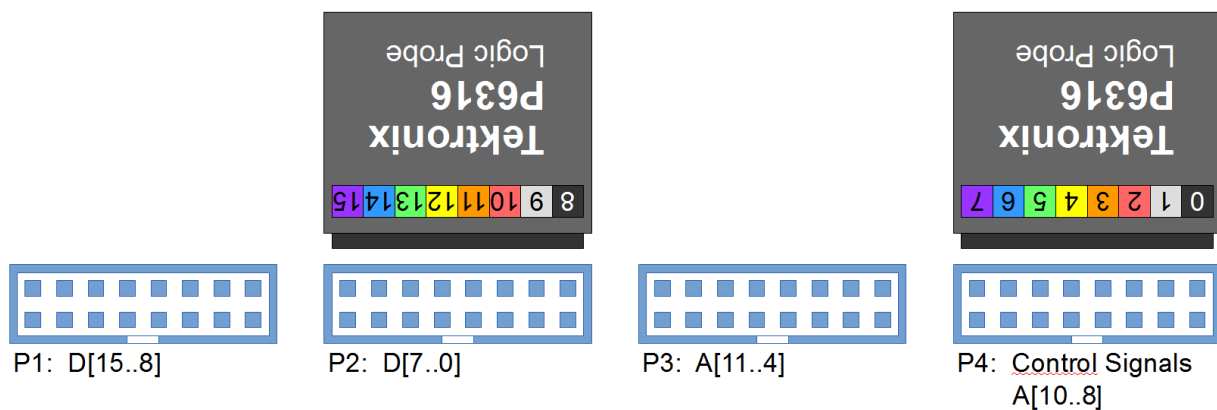 Logic Probe
P6316
Tektronix
15 14 13 12 11 10 9 8
Logic Probe
P6316
Tektronix
7 6 5 4 3 2 1 0
P1: D[15..8]
P2: D[7..0]
P3: A[11..4]
P4: Control Signals
A[10..8]